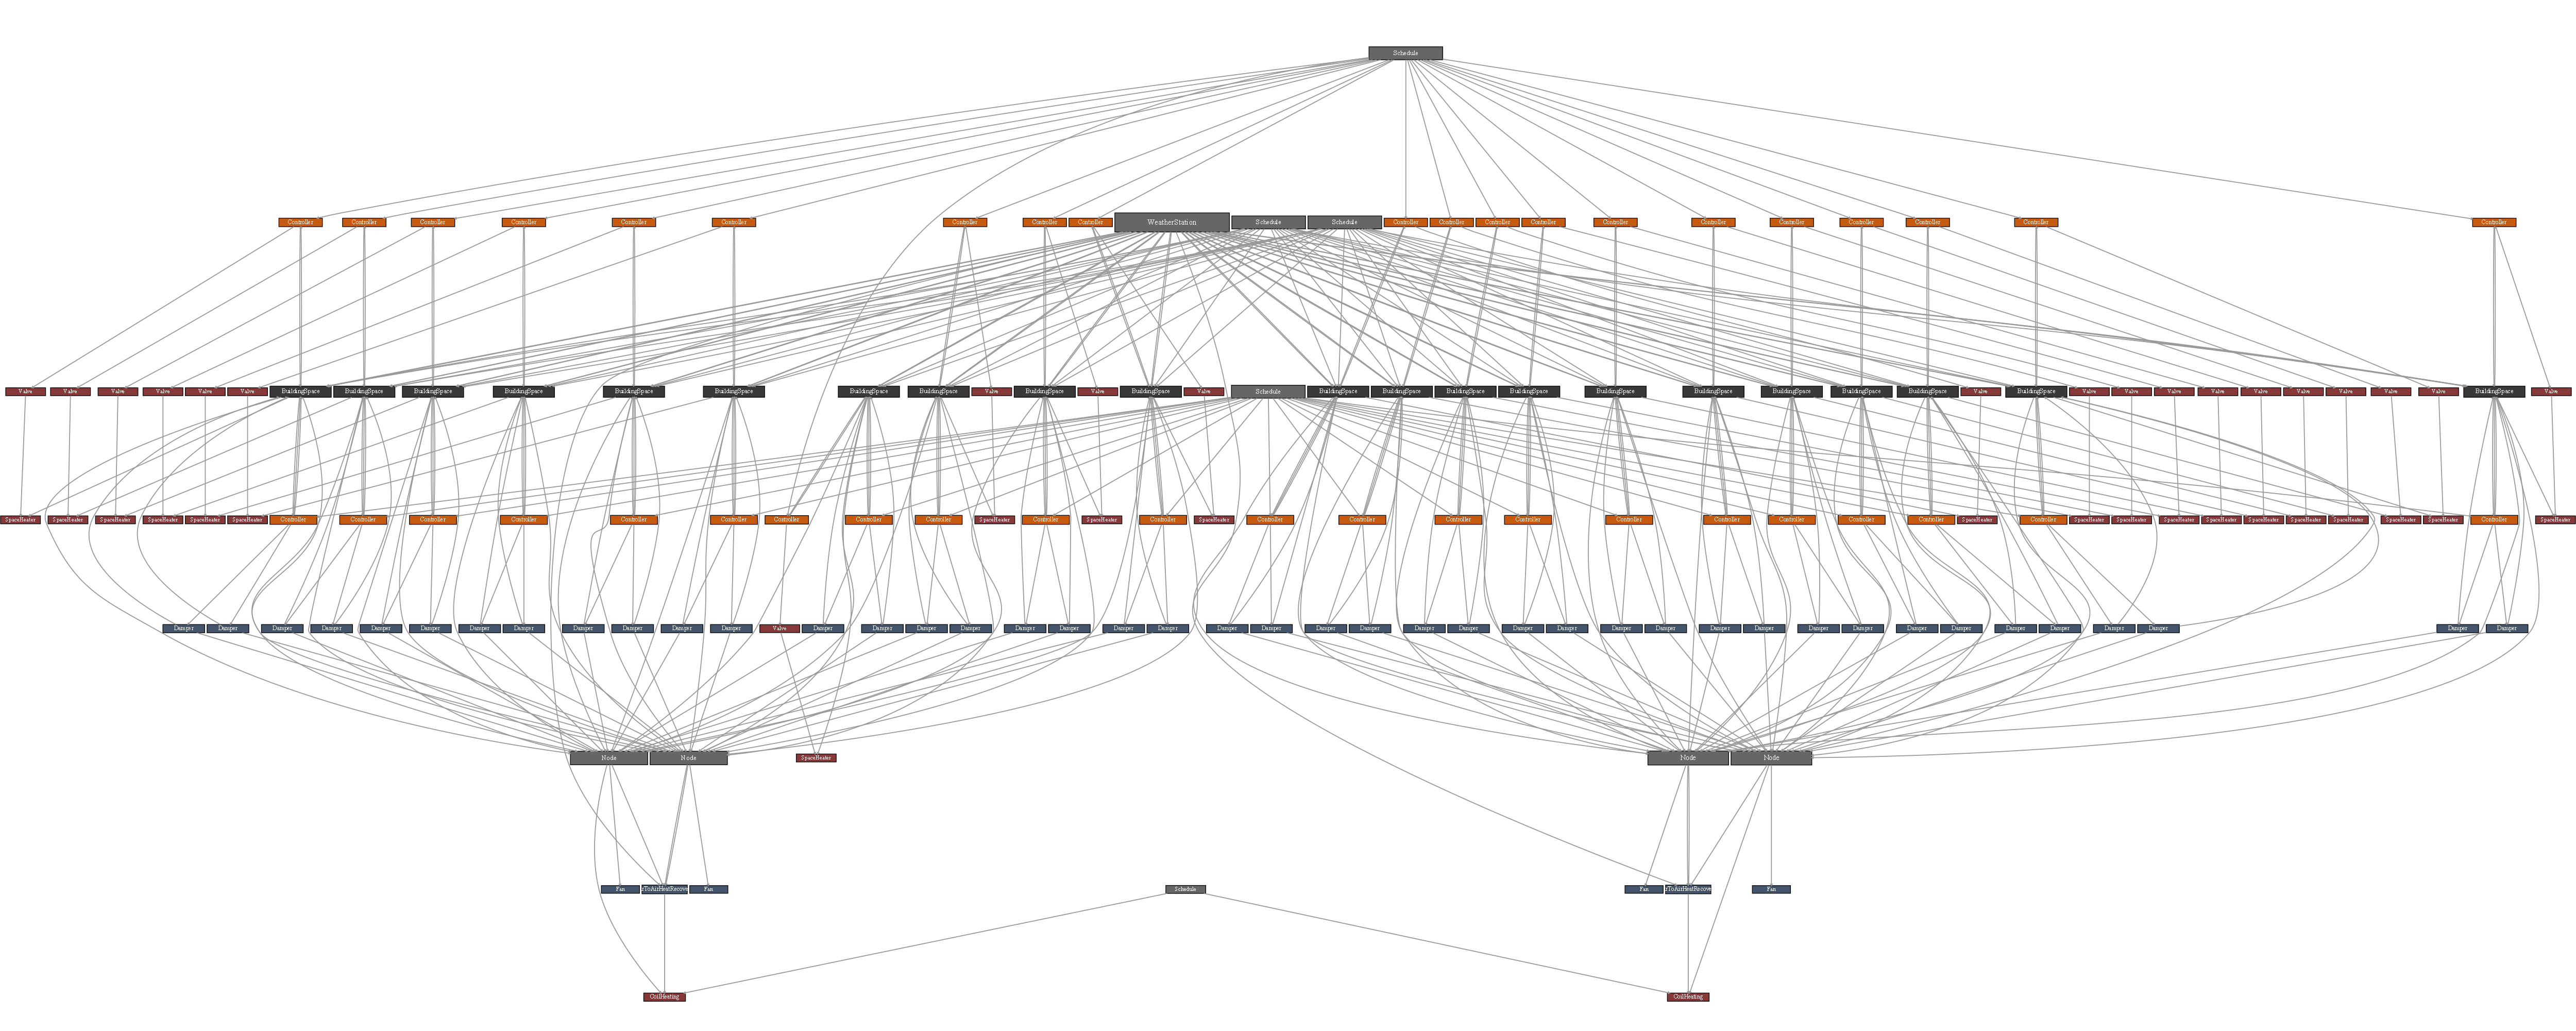 Schedule
Controller Controller Controller Controller Controller Controller Controller Controller Controller WeatherStation Schedule Schedule Controller Controller Controller Controller Controller Controller Controller Controller Controller Controller Controller
Valve Valve Valve Valve Valve Valve BuildingSpace BuildingSpace BuildingSpace BuildingSpace BuildingSpace BuildingSpace BuildingSpace BuildingSpace Valve BuildingSpace Valve BuildingSpace Valve Schedule BuildingSpace BuildingSpace BuildingSpace BuildingSpace BuildingSpace BuildingSpace BuildingSpace BuildingSpace BuildingSpace Valve BuildingSpace Valve Valve Valve Valve Valve Valve Valve Valve Valve BuildingSpace Valve
SpaceHeater SpaceHeater SpaceHeater SpaceHeater SpaceHeater SpaceHeater Controller Controller Controller Controller Controller Controller Controller Controller Controller SpaceHeater Controller SpaceHeater Controller SpaceHeater Controller Controller Controller Controller Controller Controller Controller Controller Controller SpaceHeater Controller SpaceHeater SpaceHeater SpaceHeater SpaceHeater SpaceHeater SpaceHeater SpaceHeater SpaceHeater SpaceHeater Controller SpaceHeater
Damper Damper Damper Damper Damper Damper Damper Damper Damper Damper Damper Damper Valve Damper Damper Damper Damper Damper Damper Damper Damper Damper Damper Damper Damper Damper Damper Damper Damper Damper Damper Damper Damper Damper Damper Damper Damper Damper Damper Damper Damper Damper Damper
Node Node SpaceHeater Node Node
Fan rToAirHeatRecove Fan Schedule Fan rToAirHeatRecove Fan
CoilHeating CoilHeating